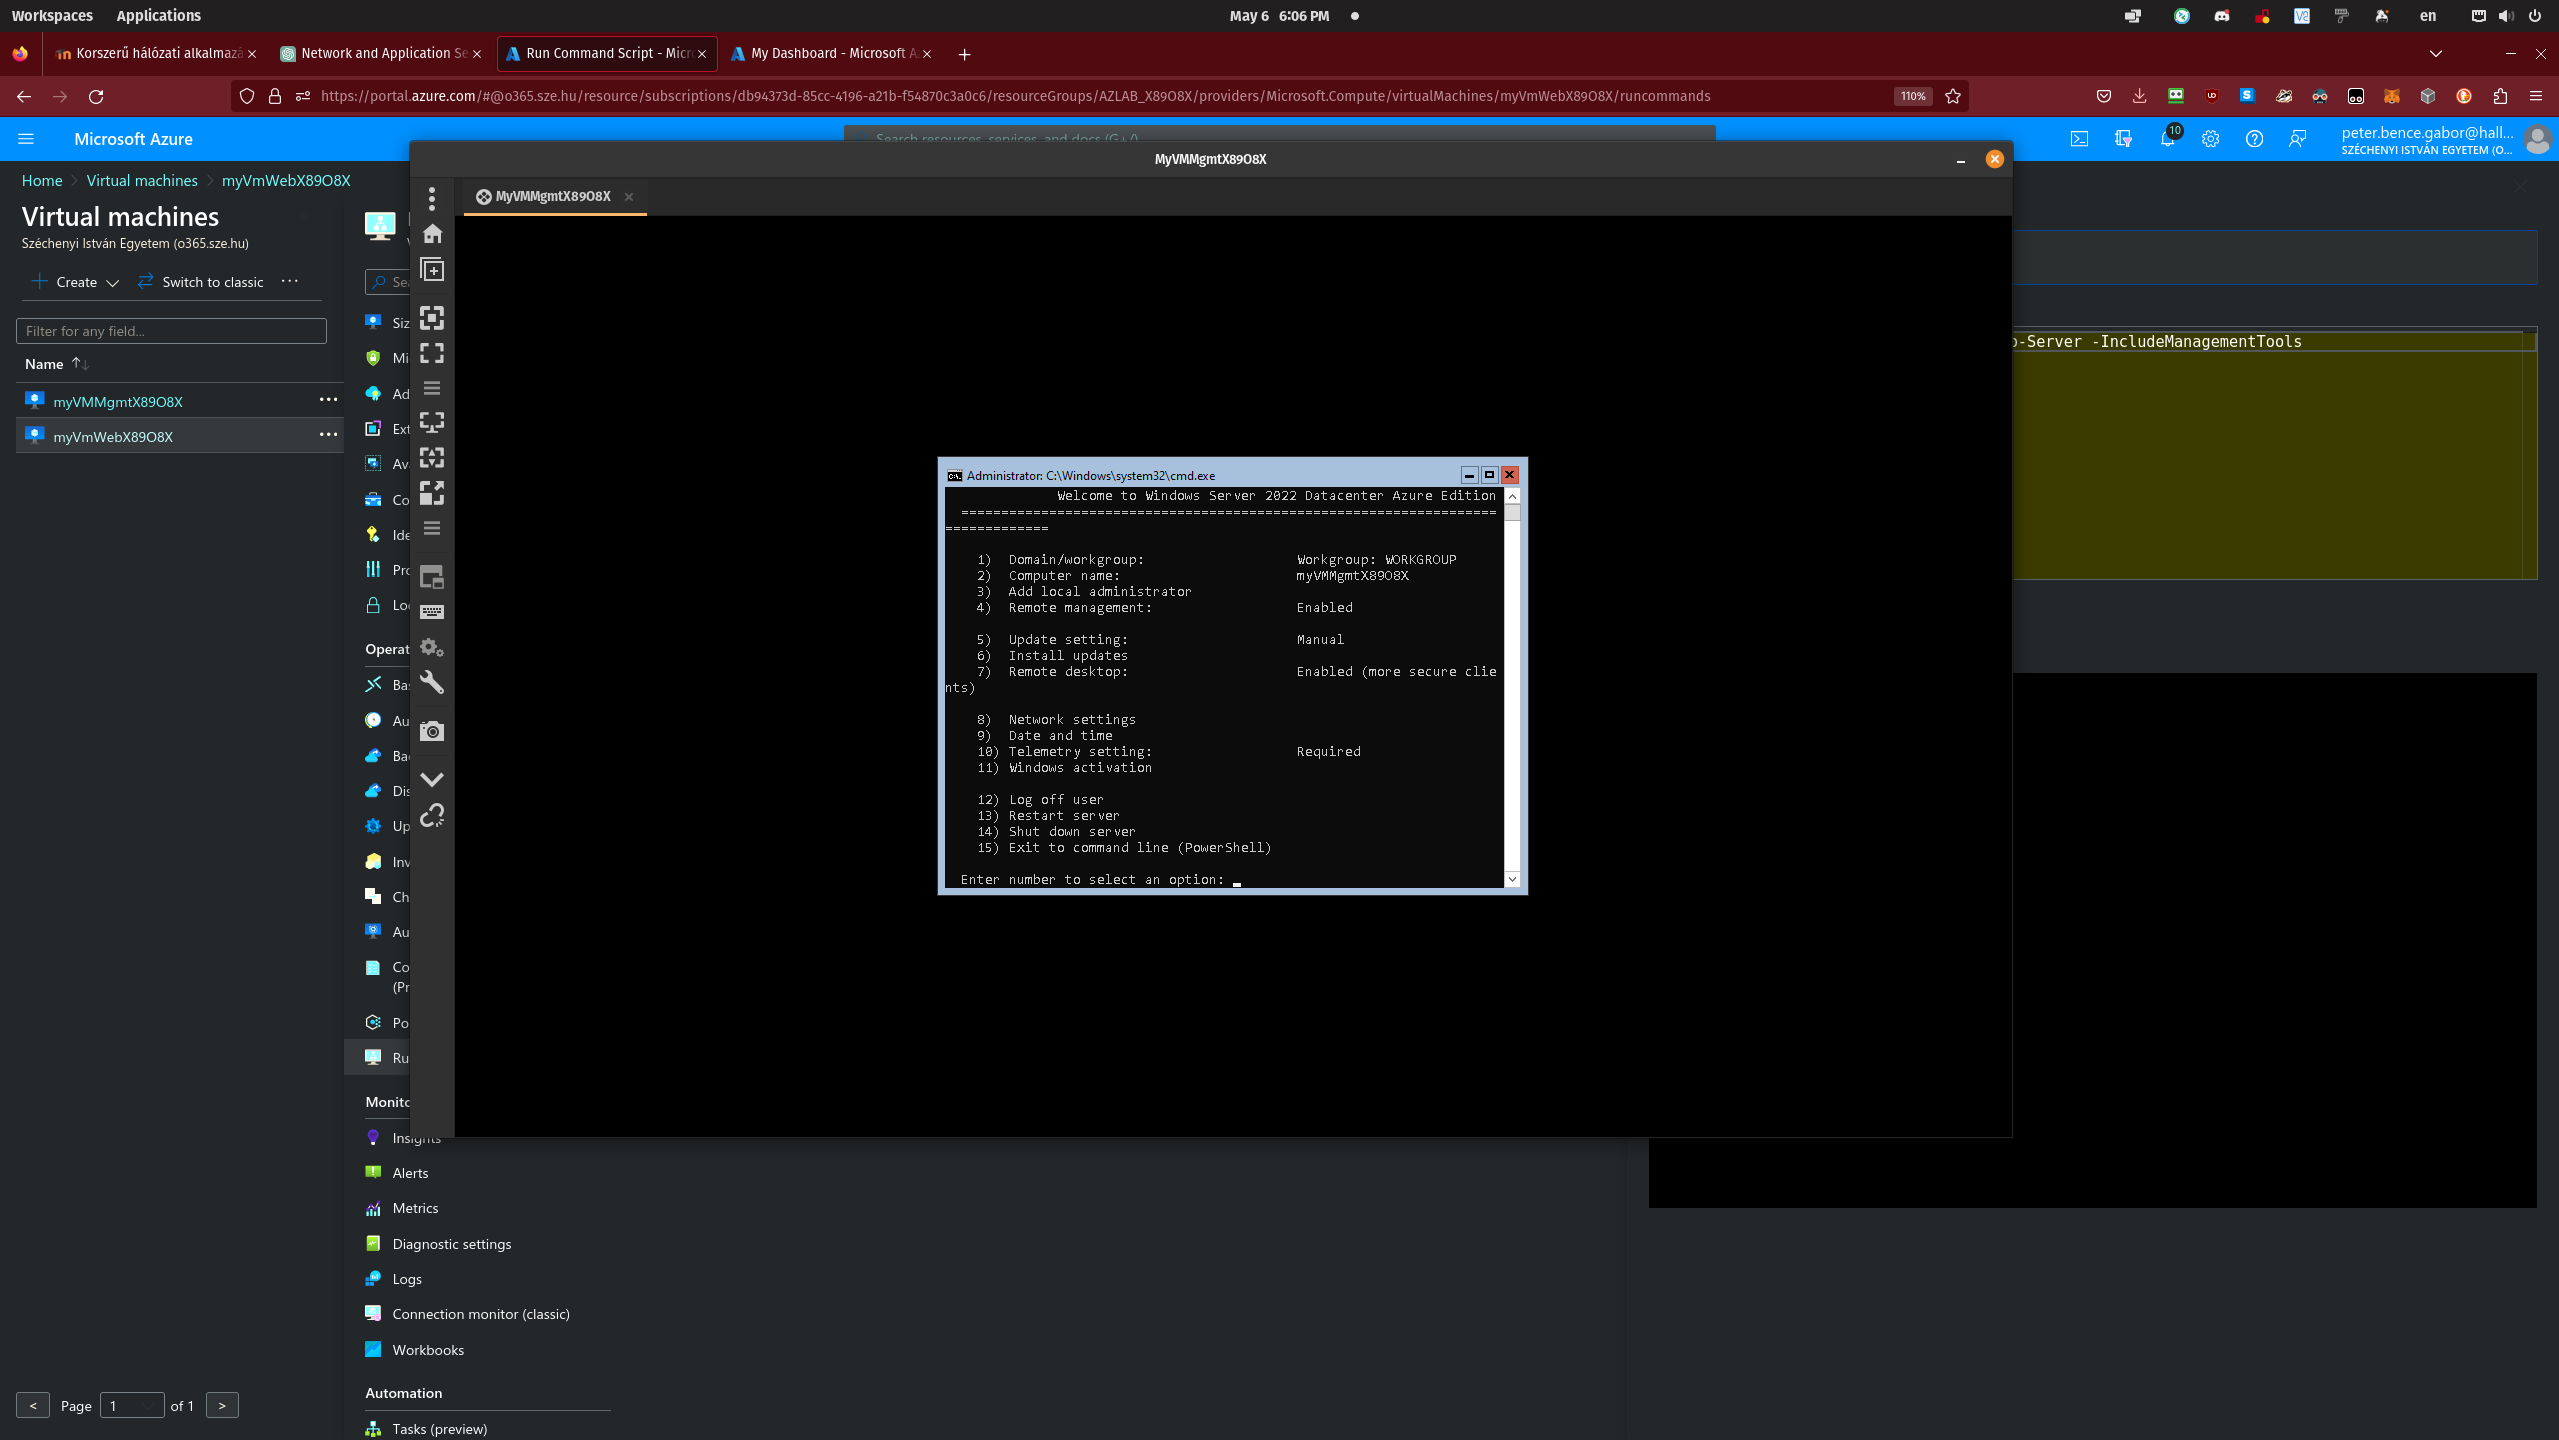 Workspaces Applications May 6 6:06 PM en
Korszerű hálózati alkalmazá Network and Application Se Run Command Script - Micro My Dashboard - Microsoft A
https://portal.azure.com/#@o365.sze.hu/resource/subscriptions/db94373d-85cc-4196-a21b-f54870c3a0c6/resourceGroups/AZLAB_X89O8X/providers/Microsoft.Compute/virtualMachines/myVmWebX89O8X/runcommands 110%
Microsoft Azure Search resources, services, and docs (G+/) 10 peter.bence.gabor@hall...
SZÉCHENYI ISTVÁN EGYETEM (O...
Home > Virtual machines > myVmWebX89O8X
Virtual machines
Széchenyi István Egyetem (o365.sze.hu)
Create Switch to classic ...
Filter for any field...
Name
myVMMgmtX89O8X
myVmWebX89O8X
< Page 1 of 1 >
Sea
Siz
Mi
Ad
Ext
Ava
Co
Ide
Pro
Loc
Operat
Bas
Au
Bac
Dis
Up
Inv
Ch
Au
Co
(Pr
Po
Ru
Monito
Insights
Alerts
Metrics
Diagnostic settings
Logs
Connection monitor (classic)
Workbooks
Automation
Tasks (preview)
MyVMMgmtX89O8X
MyVMMgmtX89O8X
Administrator: C:\Windows\system32\cmd.exe
Welcome to Windows Server 2022 Datacenter Azure Edition
===================================================================
=============
1) Domain/workgroup: Workgroup: WORKGROUP
2) Computer name: myVMMgmtX89O8X
3) Add local administrator
4) Remote management: Enabled
5) Update setting: Manual
6) Install updates
7) Remote desktop: Enabled (more secure clie
nts)
8) Network settings
9) Date and time
10) Telemetry setting: Required
11) Windows activation
12) Log off user
13) Restart server
14) Shut down server
15) Exit to command line (PowerShell)
Enter number to select an option:
-Server -IncludeManagementTools